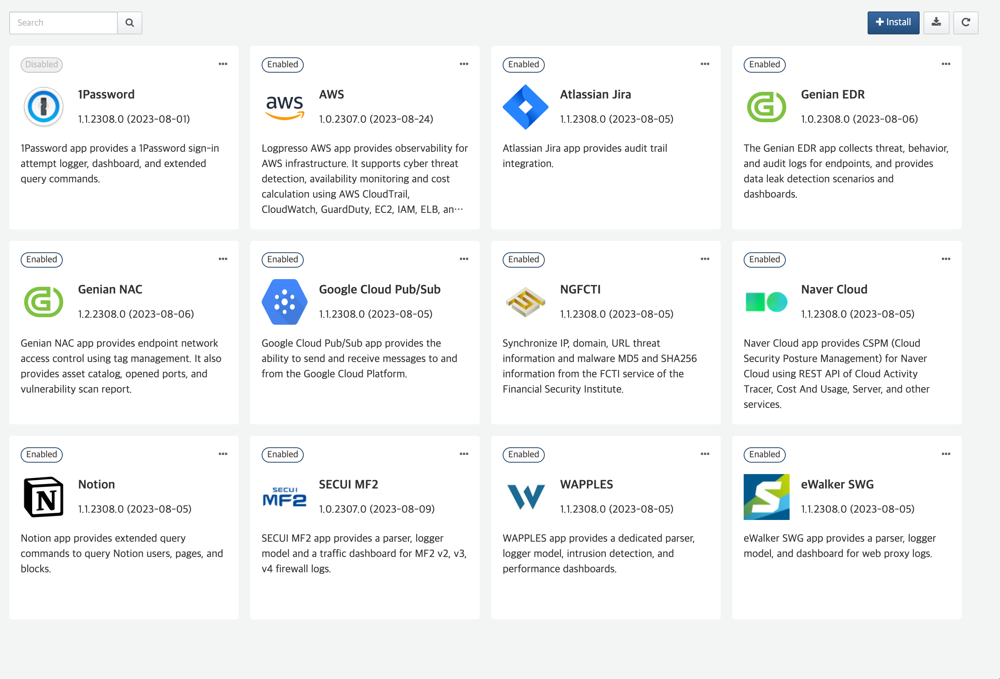 Search
Install
Disabled
1Password
1.1.2308.0 (2023-08-01)
1Password app provides a 1Password sign-in
attempt logger, dashboard, and extended
query commands.
Enabled
aws
AWS
1.0.2307.0 (2023-08-24)
Logpresso AWS app provides observability for
AWS infrastructure. It supports cyber threat
detection, availability monitoring and cost
calculation using AWS CloudTrail,
CloudWatch, GuardDuty, EC2, IAM, ELB, an…
Enabled
Atlassian Jira
1.1.2308.0 (2023-08-05)
Atlassian Jira app provides audit trail
integration.
Enabled
Genian EDR
1.0.2308.0 (2023-08-06)
The Genian EDR app collects threat, behavior,
and audit logs for endpoints, and provides
data leak detection scenarios and
dashboards.
Enabled
Genian NAC
1.2.2308.0 (2023-08-06)
Genian NAC app provides endpoint network
access control using tag management. It also
provides asset catalog, opened ports, and
vulnerability scan report.
Enabled
Google Cloud Pub/Sub
1.1.2308.0 (2023-08-05)
Google Cloud Pub/Sub app provides the
ability to send and receive messages to and
from the Google Cloud Platform.
Enabled
NGFCTI
1.1.2308.0 (2023-08-05)
Synchronize IP, domain, URL threat
information and malware MD5 and SHA256
information from the FCTI service of the
Financial Security Institute.
Enabled
Naver Cloud
1.1.2308.0 (2023-08-05)
Naver Cloud app provides CSPM (Cloud
Security Posture Management) for Naver
Cloud using REST API of Cloud Activity
Tracer, Cost And Usage, Server, and other
services.
Enabled
N
Notion
1.1.2308.0 (2023-08-05)
Notion app provides extended query
commands to query Notion users, pages, and
blocks.
Enabled
SECUI
MF2
SECUI MF2
1.0.2307.0 (2023-08-09)
SECUI MF2 app provides a parser, logger
model and a traffic dashboard for MF2 v2, v3,
v4 firewall logs.
Enabled
W
WAPPLES
1.1.2308.0 (2023-08-05)
WAPPLES app provides a dedicated parser,
logger model, intrusion detection, and
performance dashboards.
Enabled
S
eWalker SWG
1.1.2308.0 (2023-08-05)
eWalker SWG app provides a parser, logger
model, and dashboard for web proxy logs.